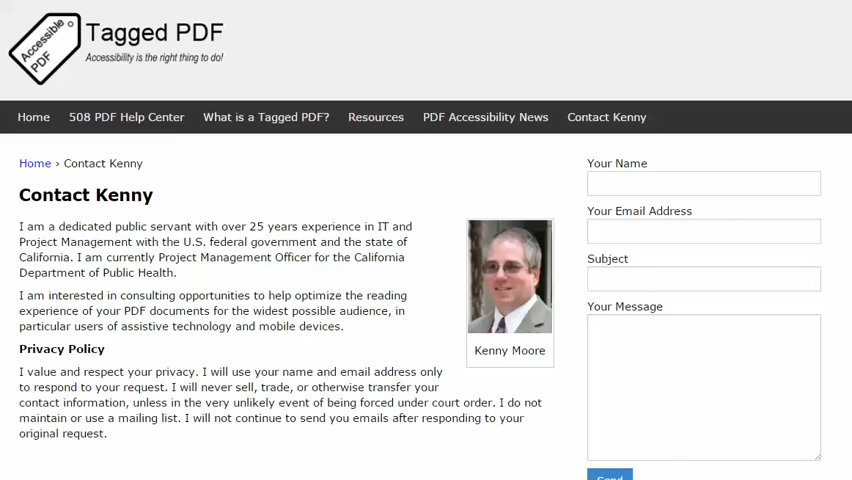 Accessible
PDF
Tagged PDF
Accessibility is the right thing to do!
Home 508 PDF Help Center What is a Tagged PDF? Resources PDF Accessibility News Contact Kenny
Home › Contact Kenny
Contact Kenny
I am a dedicated public servant with over 25 years experience in IT and
Project Management with the U.S. federal government and the state of
California. I am currently Project Management Officer for the California
Department of Public Health.
I am interested in consulting opportunities to help optimize the reading
experience of your PDF documents for the widest possible audience, in
particular users of assistive technology and mobile devices.
Kenny Moore
Privacy Policy
I value and respect your privacy. I will use your name and email address only
to respond to your request. I will never sell, trade, or otherwise transfer your
contact information, unless in the very unlikely event of being forced under court order. I do not
maintain or use a mailing list. I will not continue to send you emails after responding to your
original request.
Your Name
Your Email Address
Subject
Your Message
Send